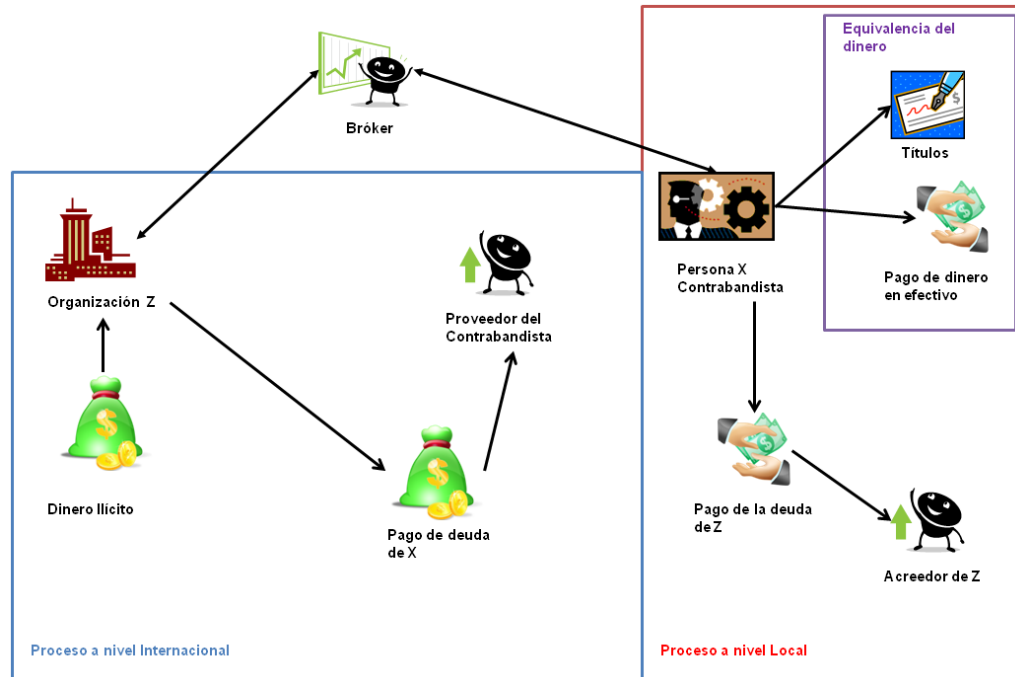 Equivalencia del
dinero
Bróker
Títulos
Organización Z
Persona X
Contrabandista
Pago de dinero
en efectivo
Proveedor del
Contrabandista
Dinero Ilícito
Pago de deuda
de X
Pago de la deuda
de Z
Acreedor de Z
Proceso a nivel Internacional
Proceso a nivel Local